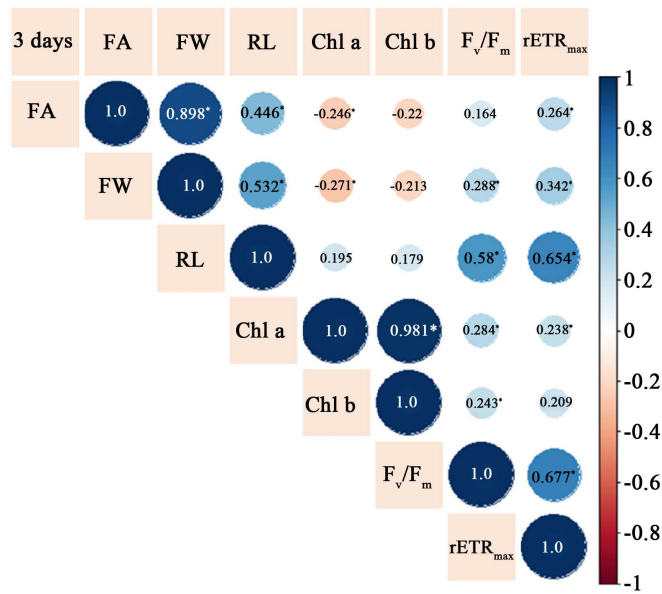 3 days FA FW RL Chl a Chl b Fv/Fm rETRmax
FA 1.0 0.898* 0.446* -0.246* -0.22 0.164 0.264*
FW 1.0 0.532* -0.271* -0.213 0.288* 0.342*
RL 1.0 0.195 0.179 0.58* 0.654*
Chl a 1.0 0.981* 0.284* 0.238*
Chl b 1.0 0.243* 0.209
Fv/Fm 1.0 0.677*
rETRmax 1.0
1
0.8
0.6
0.4
0.2
0
-0.2
-0.4
-0.6
-0.8
-1